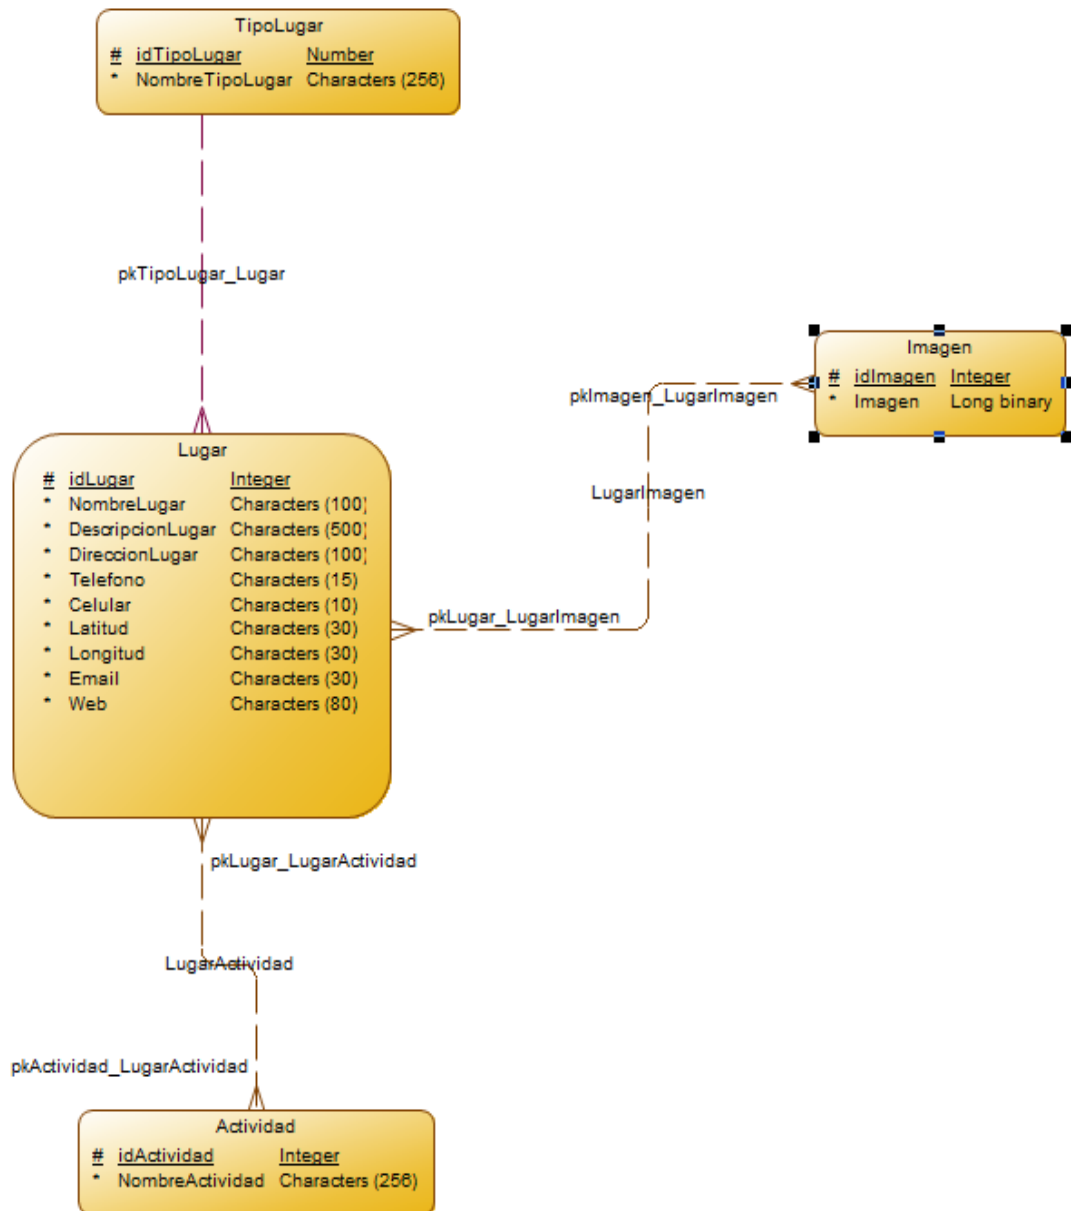 TipoLugar
# idTipoLugar Number
* NombreTipoLugar Characters (256)
pkTipoLugar_Lugar
Imagen
# idImagen Integer
* Imagen Long binary
pkImagen_LugarImagen
LugarImagen
pkLugar_LugarImagen
Lugar
# idLugar Integer
* NombreLugar Characters (100)
* DescripcionLugar Characters (500)
* DireccionLugar Characters (100)
* Telefono Characters (15)
* Celular Characters (10)
* Latitud Characters (30)
* Longitud Characters (30)
* Email Characters (30)
* Web Characters (80)
pkLugar_LugarActividad
LugarActividad
pkActividad_LugarActividad
Actividad
# idActividad Integer
* NombreActividad Characters (256)